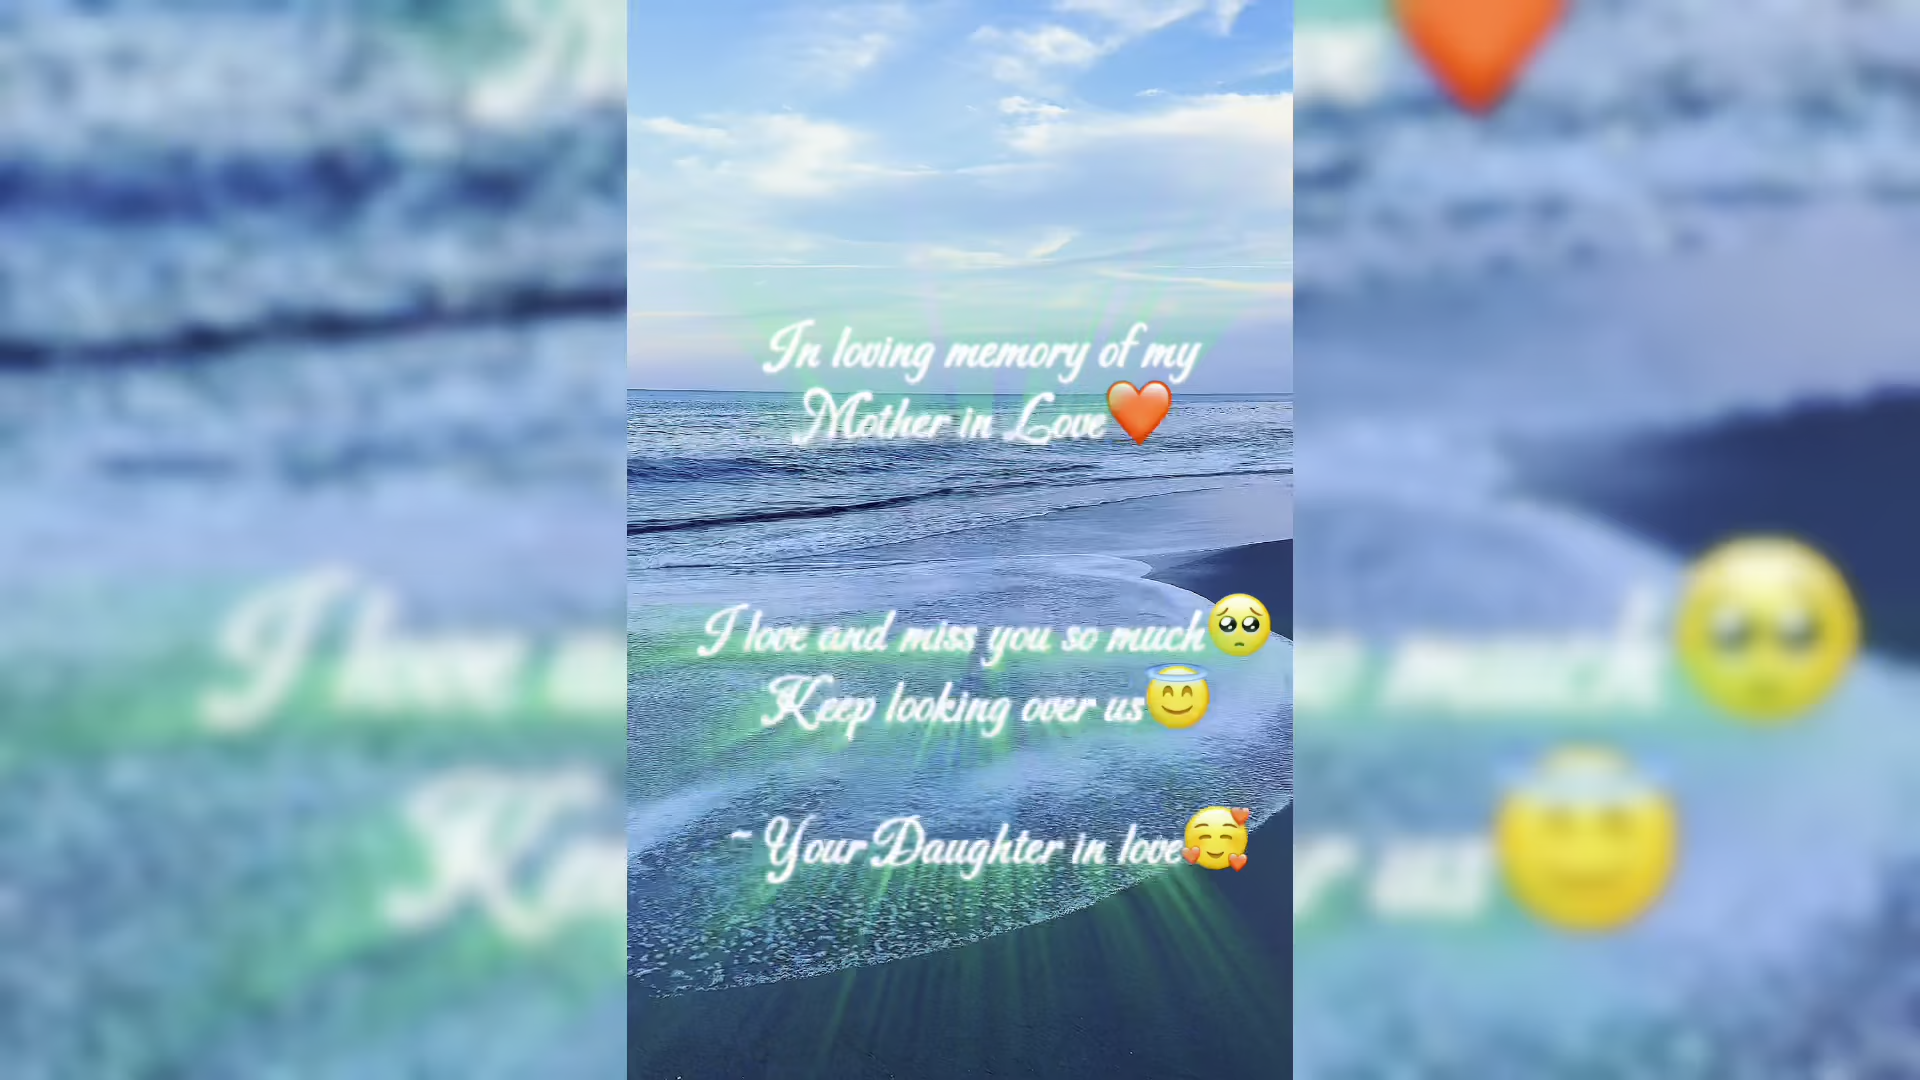 In loving memory of my
Mother in Love🧡
I love and miss you so much🥺
Keep looking over us😇
~ Your Daughter in love🥰